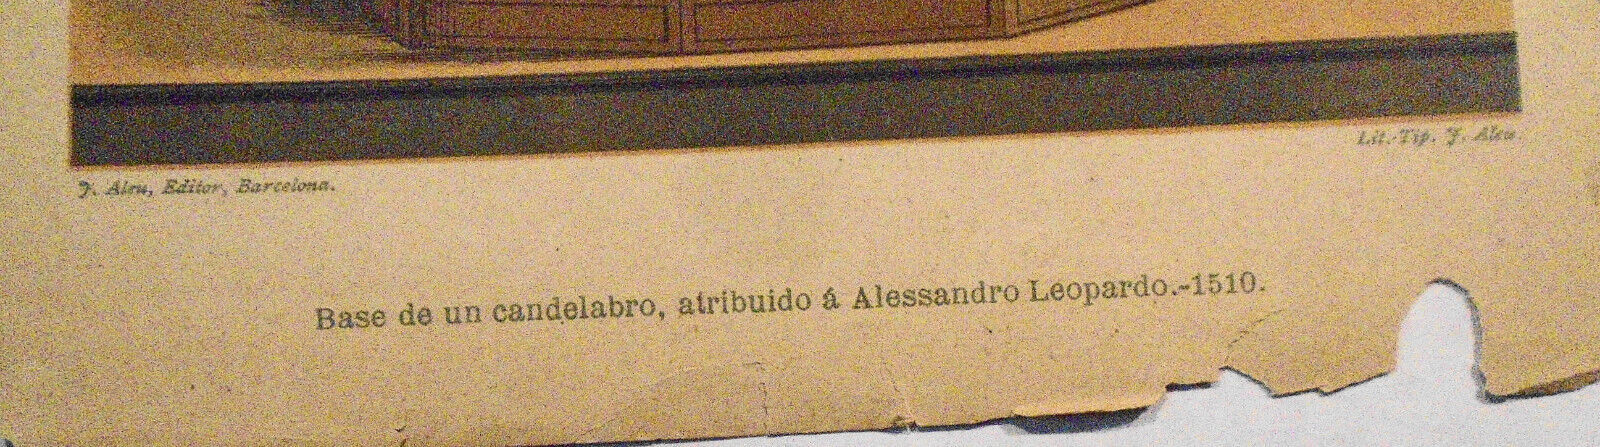 J. Aleu, Editor, Barcelona.
Lit.-Tip. J. Aleu.
Base de un candelabro, atribuido á Alessandro Leopardo.-1510.